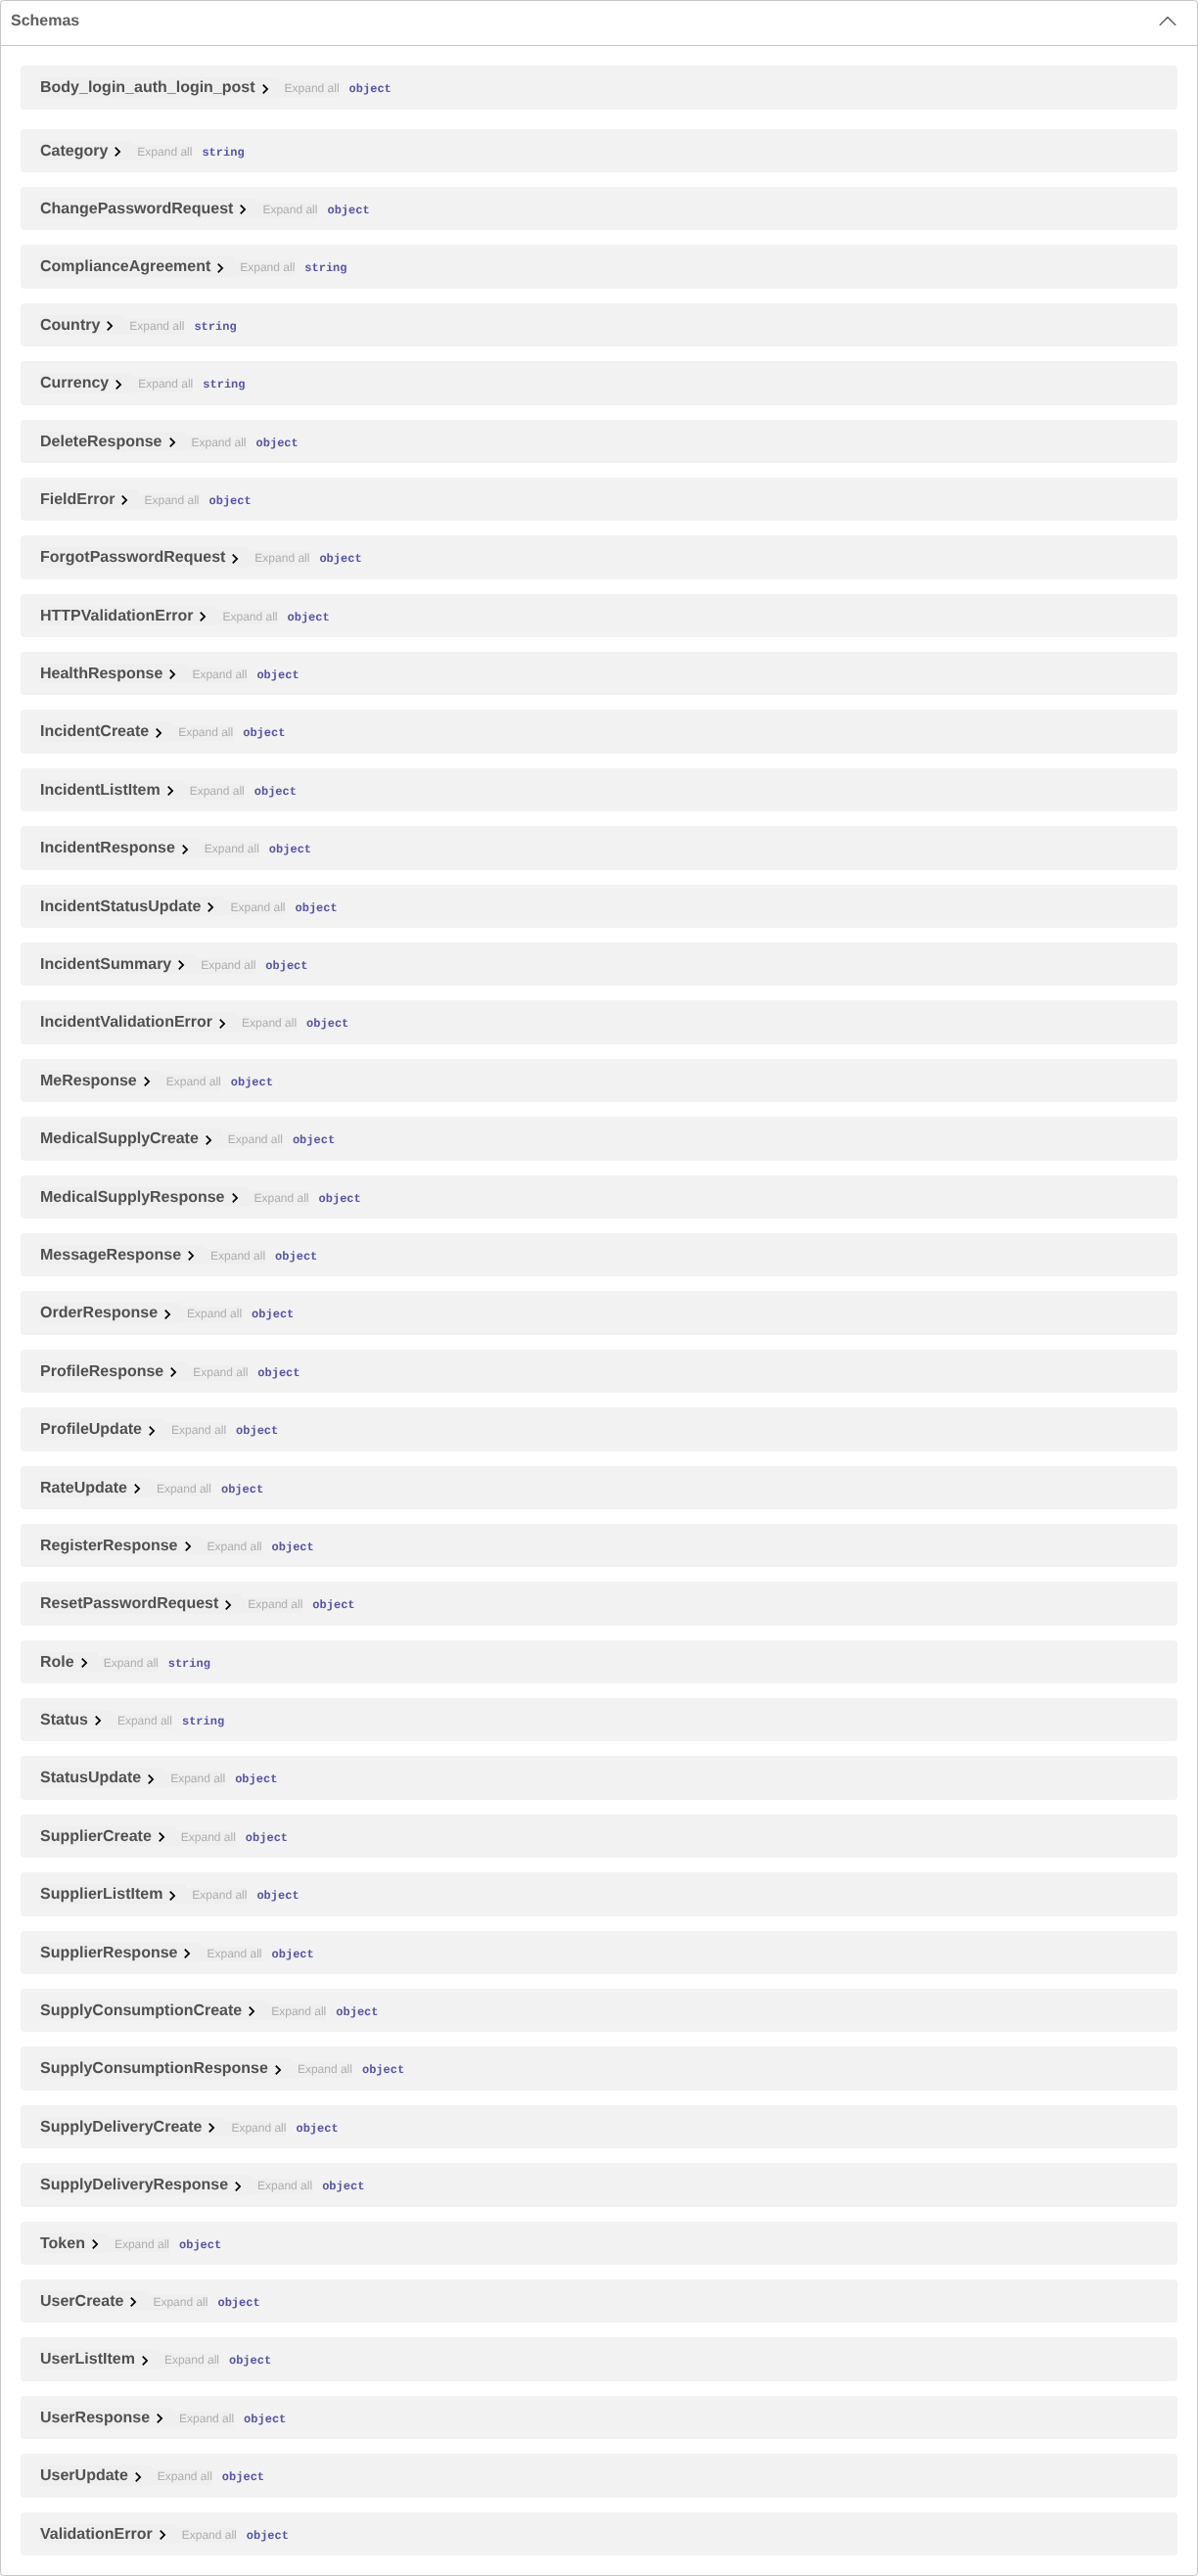 Schemas
Body_login_auth_login_post Expand all object
Category Expand all string
ChangePasswordRequest Expand all object
ComplianceAgreement Expand all string
Country Expand all string
Currency Expand all string
DeleteResponse Expand all object
FieldError Expand all object
ForgotPasswordRequest Expand all object
HTTPValidationError Expand all object
HealthResponse Expand all object
IncidentCreate Expand all object
IncidentListItem Expand all object
IncidentResponse Expand all object
IncidentStatusUpdate Expand all object
IncidentSummary Expand all object
IncidentValidationError Expand all object
MeResponse Expand all object
MedicalSupplyCreate Expand all object
MedicalSupplyResponse Expand all object
MessageResponse Expand all object
OrderResponse Expand all object
ProfileResponse Expand all object
ProfileUpdate Expand all object
RateUpdate Expand all object
RegisterResponse Expand all object
ResetPasswordRequest Expand all object
Role Expand all string
Status Expand all string
StatusUpdate Expand all object
SupplierCreate Expand all object
SupplierListItem Expand all object
SupplierResponse Expand all object
SupplyConsumptionCreate Expand all object
SupplyConsumptionResponse Expand all object
SupplyDeliveryCreate Expand all object
SupplyDeliveryResponse Expand all object
Token Expand all object
UserCreate Expand all object
UserListItem Expand all object
UserResponse Expand all object
UserUpdate Expand all object
ValidationError Expand all object